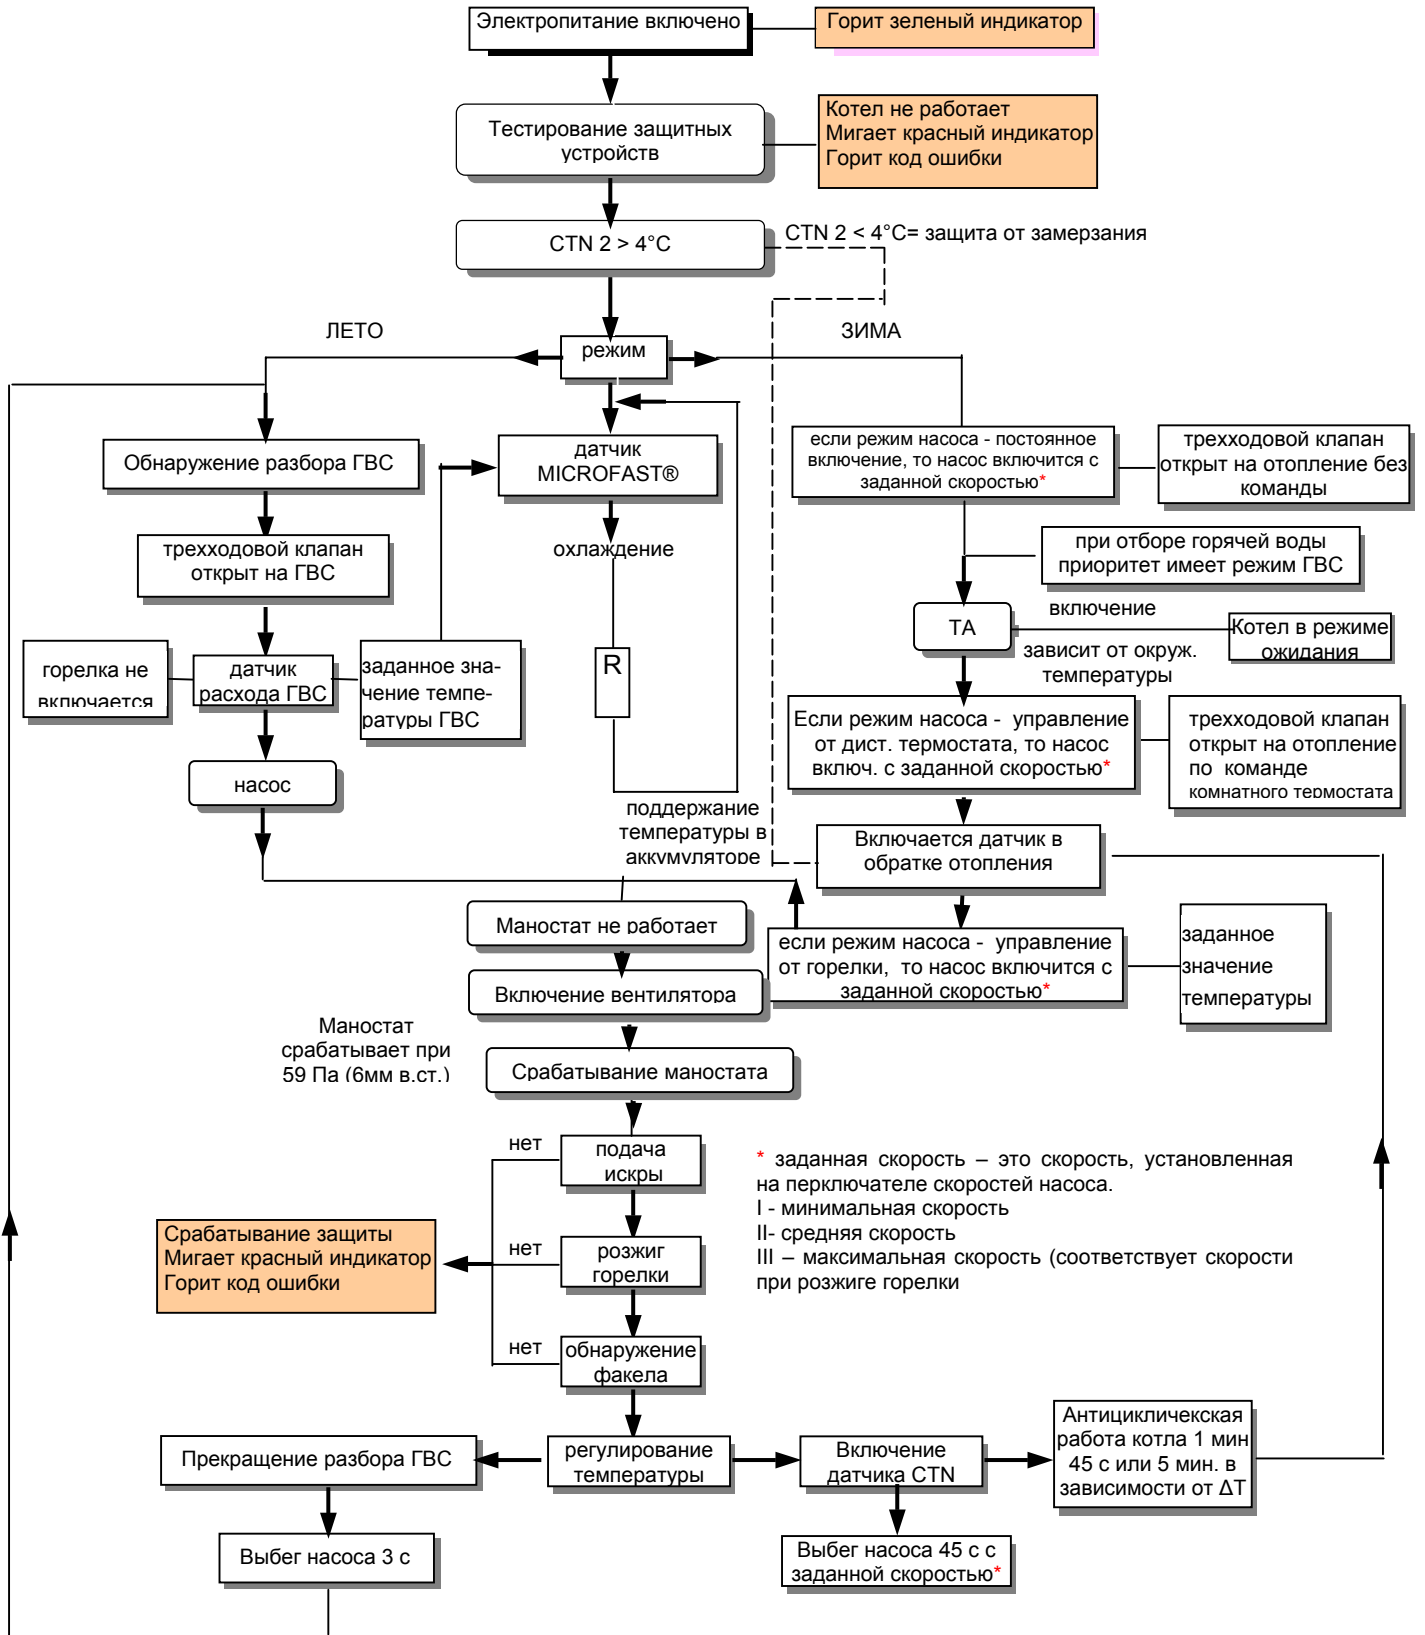 Электропитание включено
Горит зеленый индикатор
Тестирование защитных
устройств
Котел не работает
Мигает красный индикатор
Горит код ошибки
CTN 2 > 4°C
CTN 2 < 4°C= защита от замерзания
ЛЕТО
ЗИМА
режим
Обнаружение разбора ГВС
датчик
MICROFAST®
если режим насоса - постоянное
включение, то насос включится с
заданной скоростью*
трехходовой клапан
открыт на отопление без
команды
трехходовой клапан
открыт на ГВС
охлаждение
при отборе горячей воды
приоритет имеет режим ГВС
включение
ТА
Котел в режиме
ожидания
зависит от окруж.
температуры
горелка не
включается
датчик
расхода ГВС
заданное зна-
чение темпе-
ратуры ГВС
R
Если режим насоса - управление
от дист. термостата, то насос
включ. с заданной скоростью*
трехходовой клапан
открыт на отопление
по команде
комнатного термостата
насос
поддержание
температуры в
аккумуляторе
Включается датчик в
обратке отопления
Маностат не работает
если режим насоса - управление
от горелки, то насос включится с
заданной скоростью*
заданное
значение
температуры
Включение вентилятора
Маностат
срабатывает при
59 Па (6мм в.ст.)
Срабатывание маностата
нет
подача
искры
* заданная скорость – это скорость, установленная
на перключателе скоростей насоса.
I - минимальная скорость
II- средняя скорость
III – максимальная скорость (соответствует скорости
при розжиге горелки
Срабатывание защиты
Мигает красный индикатор
Горит код ошибки
нет
розжиг
горелки
нет
обнаружение
факела
Прекращение разбора ГВС
регулирование
температуры
Включение
датчика CTN
Антицикличекская
работа котла 1 мин
45 с или 5 мин. в
зависимости от ΔТ
Выбег насоса 3 с
Выбег насоса 45 с с
заданной скоростью*